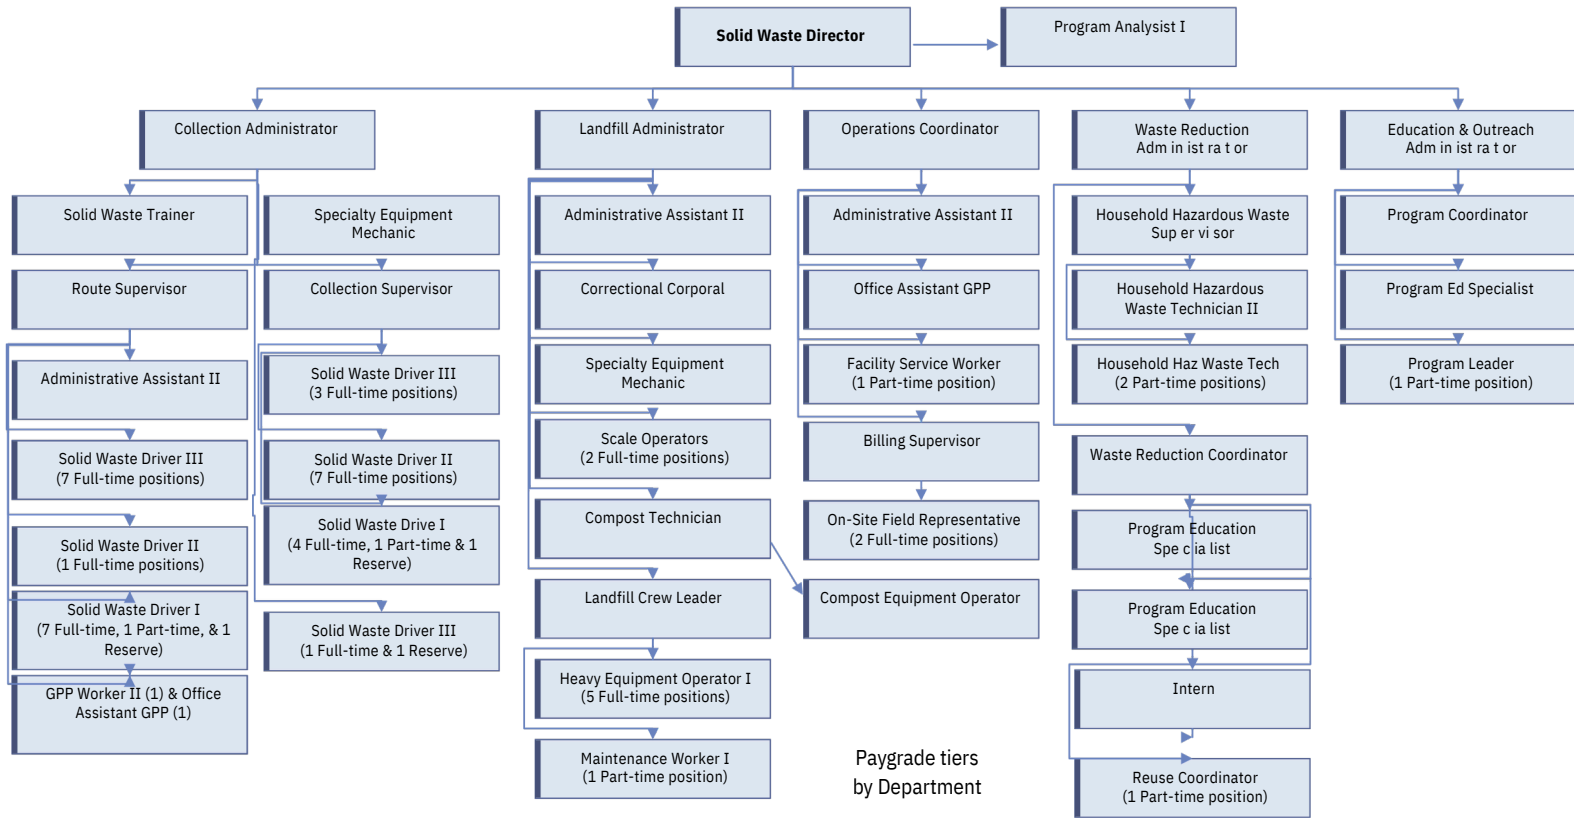 Solid Waste Director
Program Analysist I
Collection Administrator
Landfill Administrator
Operations Coordinator
Waste Reduction
Adm in ist ra t or
Education & Outreach
Adm in ist ra t or
Solid Waste Trainer
Specialty Equipment
Mechanic
Administrative Assistant II
Administrative Assistant II
Household Hazardous Waste
Sup er vi sor
Program Coordinator
Route Supervisor
Collection Supervisor
Correctional Corporal
Office Assistant GPP
Household Hazardous
Waste Technician II
Program Ed Specialist
Administrative Assistant II
Solid Waste Driver III
(3 Full-time positions)
Specialty Equipment
Mechanic
Facility Service Worker
(1 Part-time position)
Household Haz Waste Tech
(2 Part-time positions)
Program Leader
(1 Part-time position)
Solid Waste Driver III
(7 Full-time positions)
Solid Waste Driver II
(7 Full-time positions)
Scale Operators
(2 Full-time positions)
Billing Supervisor
Waste Reduction Coordinator
Solid Waste Driver II
(1 Full-time positions)
Solid Waste Drive I
(4 Full-time, 1 Part-time & 1
Reserve)
Compost Technician
On-Site Field Representative
(2 Full-time positions)
Program Education
Spe c ia list
Solid Waste Driver I
(7 Full-time, 1 Part-time, & 1
Reserve)
Solid Waste Driver III
(1 Full-time & 1 Reserve)
Landfill Crew Leader
Compost Equipment Operator
Program Education
Spe c ia list
GPP Worker II (1) & Office
Assistant GPP (1)
Heavy Equipment Operator I
(5 Full-time positions)
Intern
Maintenance Worker I
(1 Part-time position)
Paygrade tiers
by Department
Reuse Coordinator
(1 Part-time position)